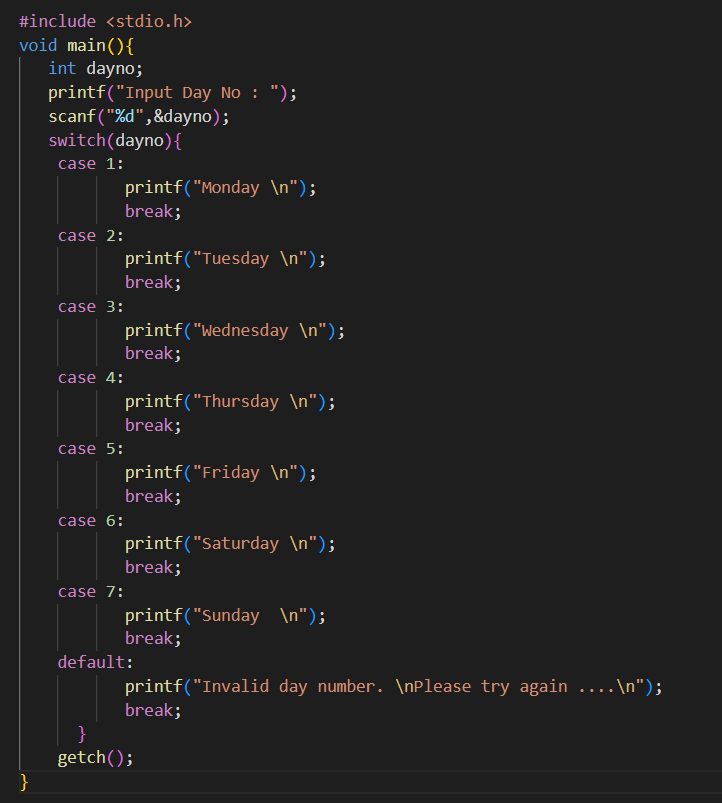 #include <stdio.h>
void main(){
   int dayno;
   printf("Input Day No : ");
   scanf("%d",&dayno);
   switch(dayno){
    case 1:
           printf("Monday \n");
           break;
    case 2:
           printf("Tuesday \n");
           break;
    case 3:
           printf("Wednesday \n");
           break;
    case 4:
           printf("Thursday \n");
           break;
    case 5:
           printf("Friday \n");
           break;
    case 6:
           printf("Saturday \n");
           break;
    case 7:
           printf("Sunday  \n");
           break;
    default:
           printf("Invalid day number. \nPlease try again ....\n");
           break;
      }
    getch();
}